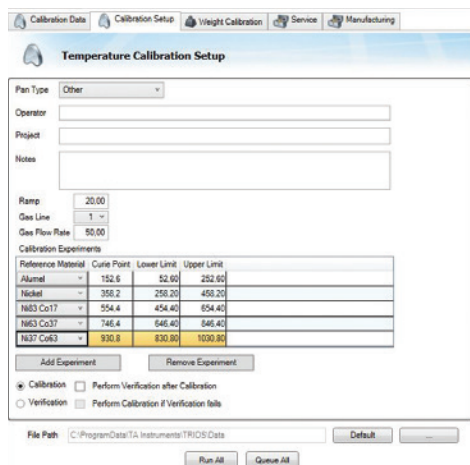 Calibration Data Calibration Setup Weight Calibration Service Manufacturing
Temperature Calibration Setup
Pan Type Other
Operator
Project
Notes
Ramp 20,00
Gas Line 1
Gas Flow Rate 50,00
Calibration Experiments
Reference Material Curie Point Lower Limit Upper Limit
Alumel 152,6 52,60 252,60
Nickel 358,2 258,20 458,20
Ni83 Co17 554,4 454,40 654,40
Ni63 Co37 746,4 646,40 846,40
Ni37 Co63 930,8 830,80 1030,80
Add Experiment Remove Experiment
Calibration Perform Verification after Calibration
Verification Perform Calibration if Verification fails
File Path C:\ProgramData\TA Instruments\TRIOS\Data Default ...
Run All Queue All